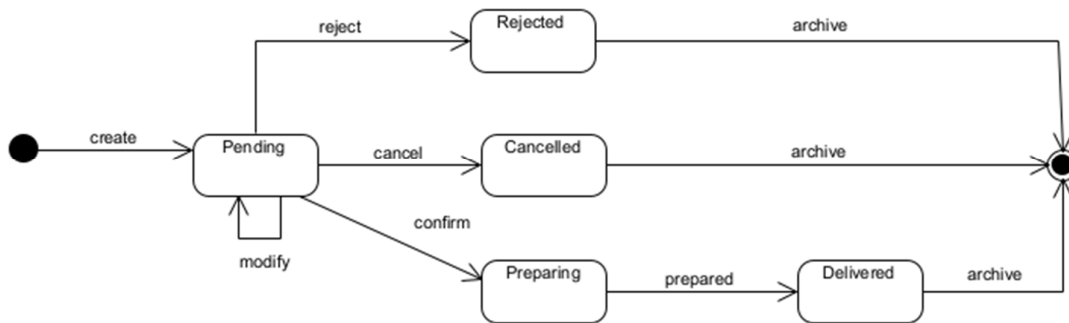 reject
Rejected
archive
create
Pending
cancel
Cancelled
archive
confirm
modify
Preparing
prepared
Delivered
archive